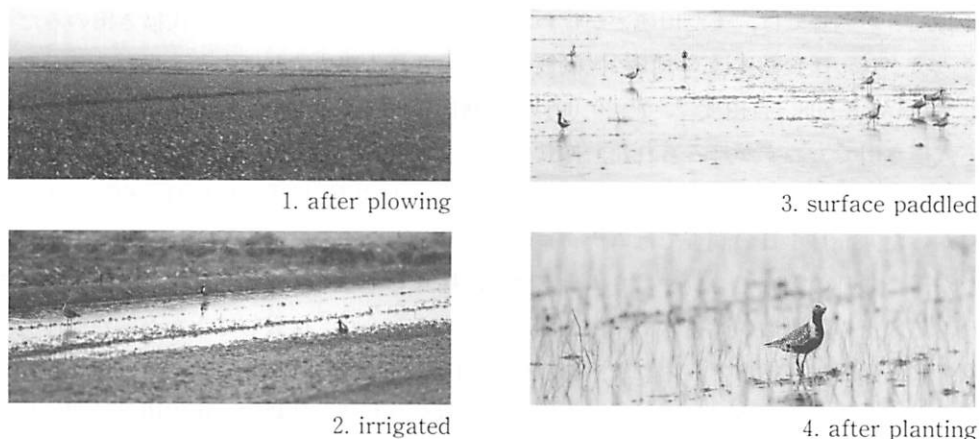 1. after plowing
3. surface paddled
2. irrigated
4. after planting